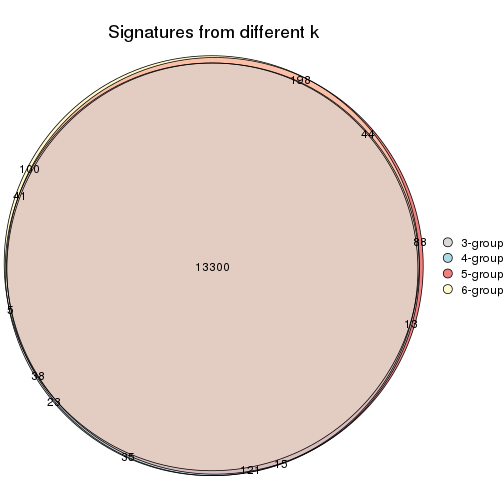 Signatures from different k
198
44
100
41
88
3-group
4-group
13300
5-group
6-group
5
13
38
23
35
121
15